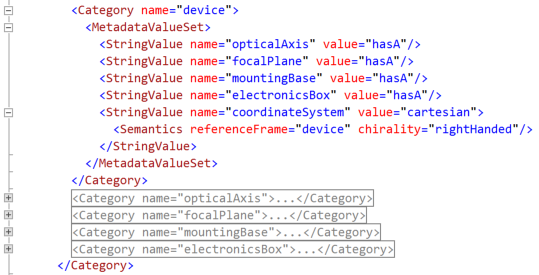 <Category name="device">
<MetadataValueSet>
<StringValue name="opticalAxis" value="hasA"/>
<StringValue name="focalPlane" value="hasA"/>
<StringValue name="mountingBase" value="hasA"/>
<StringValue name="electronicsBox" value="hasA"/>
<StringValue name="coordinateSystem" value="cartesian">
<Semantics referenceFrame="device" chirality="rightHanded"/>
</StringValue>
</MetadataValueSet>
</Category>
<Category name="opticalAxis">...</Category>
<Category name="focalPlane">...</Category>
<Category name="mountingBase">...</Category>
<Category name="electronicsBox">...</Category>
</Category>